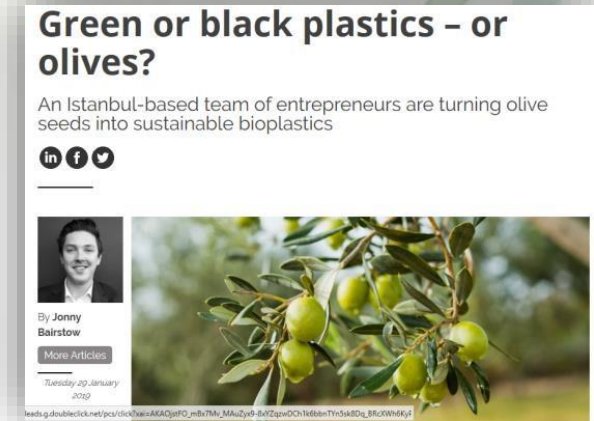 Green or black plastics – or
olives?
An Istanbul-based team of entrepreneurs are turning olive
seeds into sustainable bioplastics
in f
By Jonny
Bairstow
More Articles
Tuesday 29 January
2019